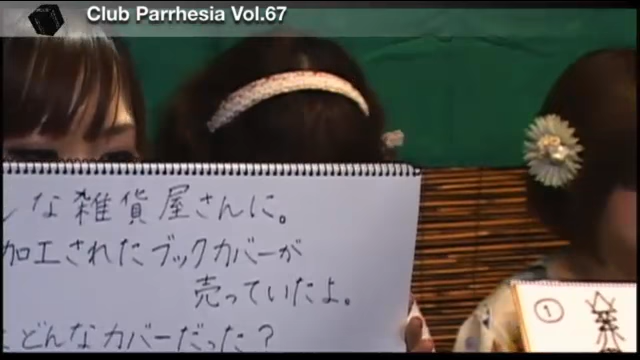 Club Parrhesia Vol.67
な雑貨屋さんに。
加工されたブックカバーが
売っていたよ。
どんなカバーだった？
①